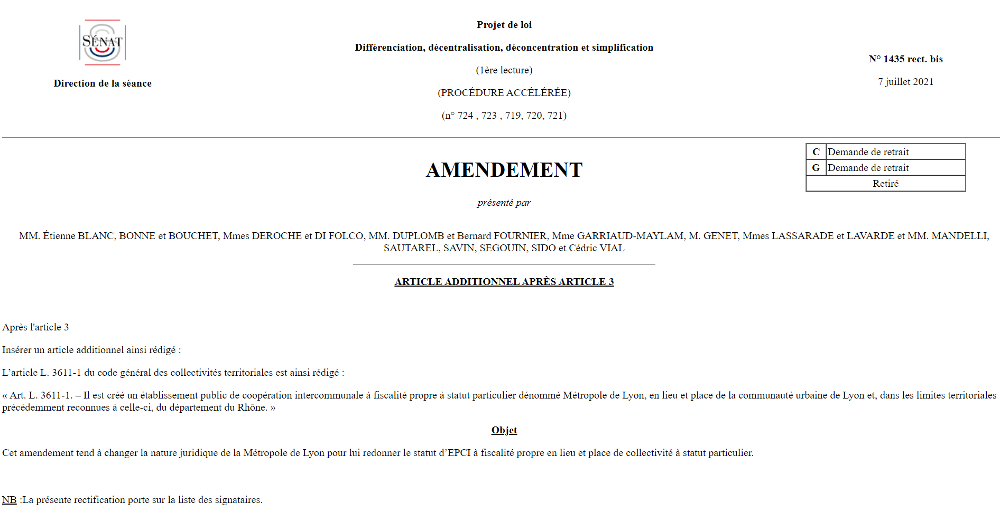 SÉNAT
Direction de la séance
Projet de loi
Différenciation, décentralisation, déconcentration et simplification
(1ère lecture)
(PROCÉDURE ACCÉLÉRÉE)
(n° 724 , 723 , 719, 720, 721)
N° 1435 rect. bis
7 juillet 2021
C Demande de retrait
G Demande de retrait
Retiré
AMENDEMENT
présenté par
MM. Étienne BLANC, BONNE et BOUCHET, Mmes DEROCHE et DI FOLCO, MM. DUPLOMB et Bernard FOURNIER, Mme GARRIAUD-MAYLAM, M. GENET, Mmes LASSARADE et LAVARDE et MM. MANDELLI,
SAUTAREL, SAVIN, SEGOUIN, SIDO et Cédric VIAL
ARTICLE ADDITIONNEL APRÈS ARTICLE 3
Après l'article 3
Insérer un article additionnel ainsi rédigé :
L’article L. 3611-1 du code général des collectivités territoriales est ainsi rédigé :
« Art. L. 3611-1. – Il est créé un établissement public de coopération intercommunale à fiscalité propre à statut particulier dénommé Métropole de Lyon, en lieu et place de la communauté urbaine de Lyon et, dans les limites territoriales
précédemment reconnues à celle-ci, du département du Rhône. »
Objet
Cet amendement tend à changer la nature juridique de la Métropole de Lyon pour lui redonner le statut d’EPCI à fiscalité propre en lieu et place de collectivité à statut particulier.
NB :La présente rectification porte sur la liste des signataires.